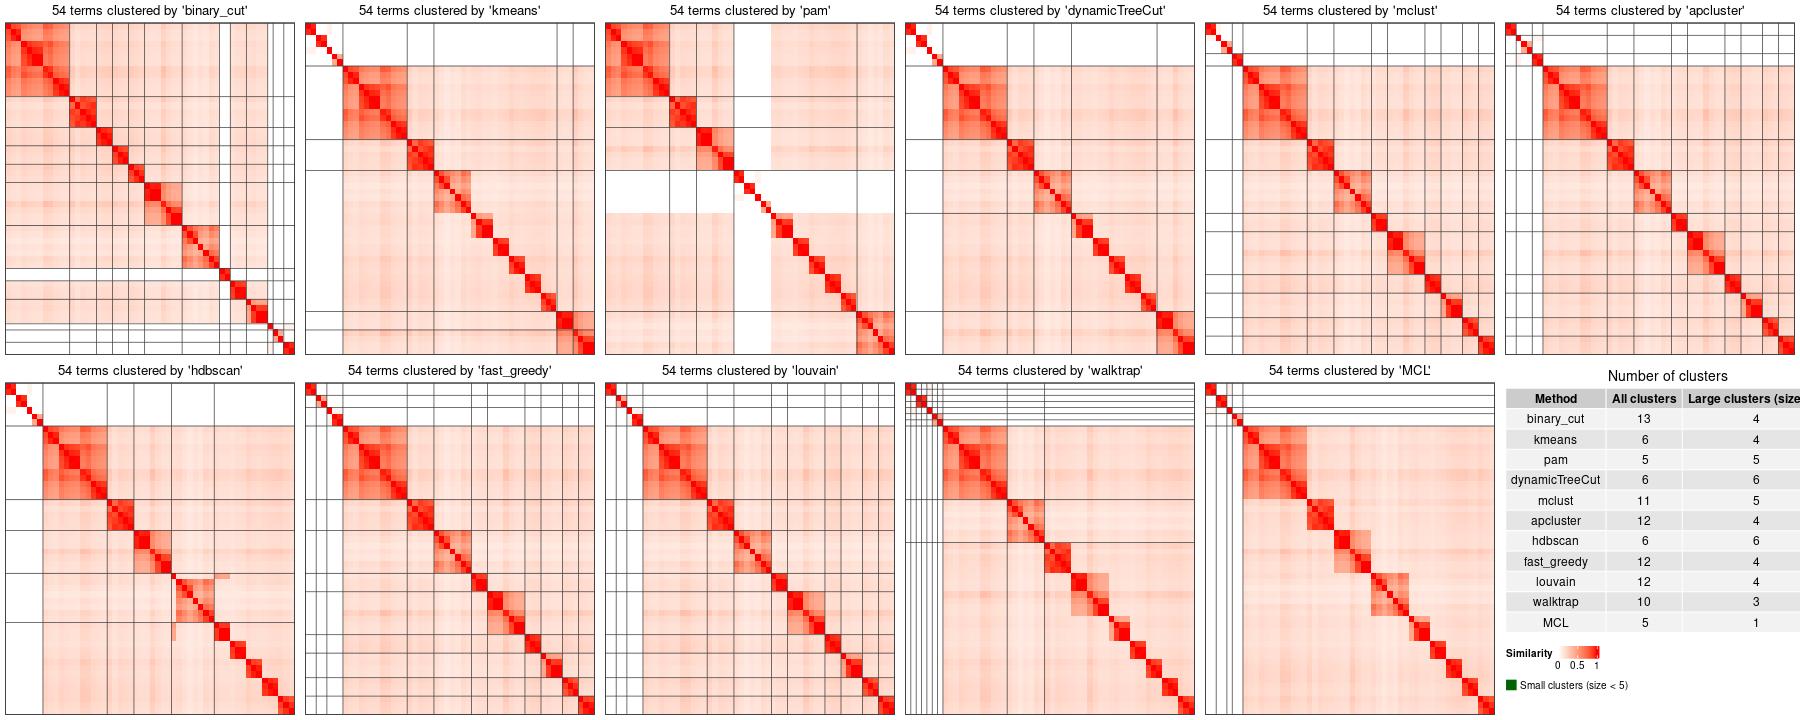 54 terms clustered by 'binary_cut'
54 terms clustered by 'kmeans'
54 terms clustered by 'pam'
54 terms clustered by 'dynamicTreeCut'
54 terms clustered by 'mclust'
54 terms clustered by 'apcluster'
54 terms clustered by 'hdbscan'
54 terms clustered by 'fast_greedy'
54 terms clustered by 'louvain'
54 terms clustered by 'walktrap'
54 terms clustered by 'MCL'
Number of clusters
Method All clusters Large clusters (size
binary_cut 13 4
kmeans 6 4
pam 5 5
dynamicTreeCut 6 6
mclust 11 5
apcluster 12 4
hdbscan 6 6
fast_greedy 12 4
louvain 12 4
walktrap 10 3
MCL 5 1
Similarity
0 0.5 1
Small clusters (size < 5)